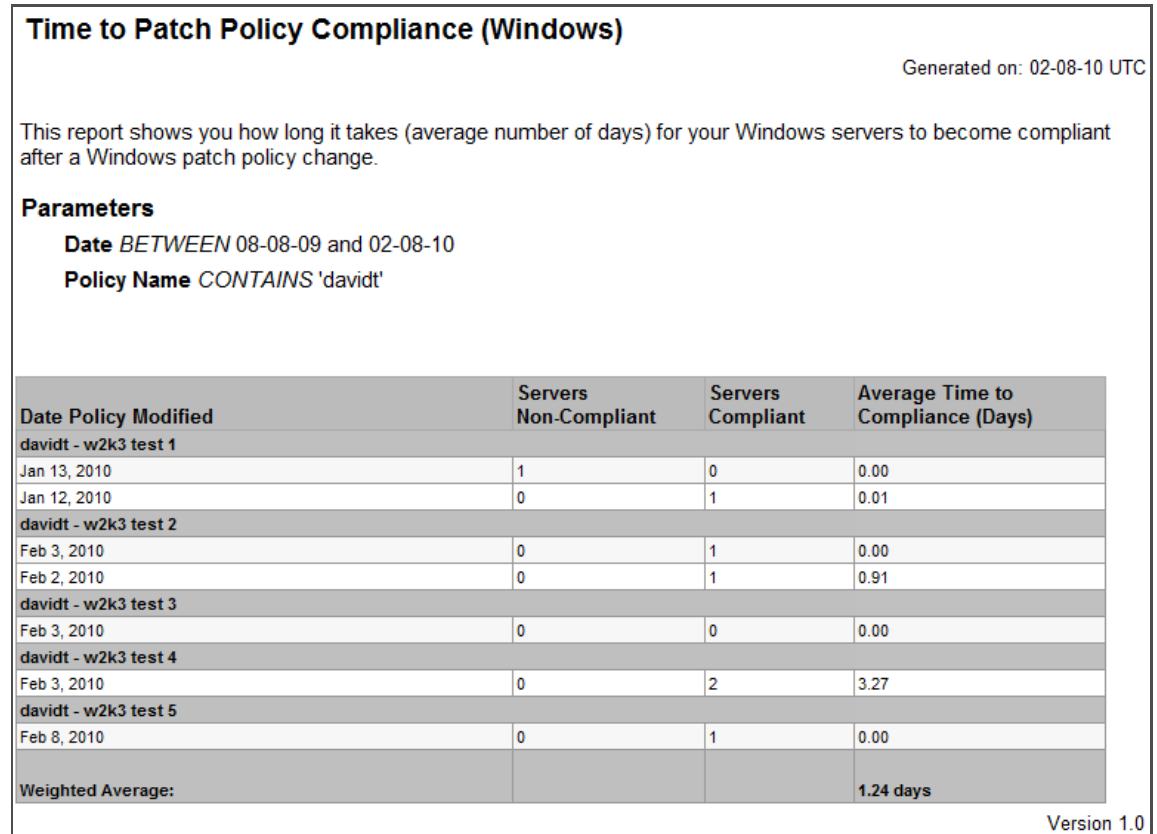 Time to Patch Policy Compliance (Windows)
Generated on: 02-08-10 UTC
This report shows you how long it takes (average number of days) for your Windows servers to become compliant
after a Windows patch policy change.
Parameters
Date BETWEEN 08-08-09 and 02-08-10
Policy Name CONTAINS 'davidt'
Date Policy Modified Servers Non-Compliant Servers Compliant Average Time to Compliance (Days)
davidt - w2k3 test 1
Jan 13, 2010 1 0 0.00
Jan 12, 2010 0 1 0.01
davidt - w2k3 test 2
Feb 3, 2010 0 1 0.00
Feb 2, 2010 0 1 0.91
davidt - w2k3 test 3
Feb 3, 2010 0 0 0.00
davidt - w2k3 test 4
Feb 3, 2010 0 2 3.27
davidt - w2k3 test 5
Feb 8, 2010 0 1 0.00
Weighted Average: 1.24 days
Version 1.0